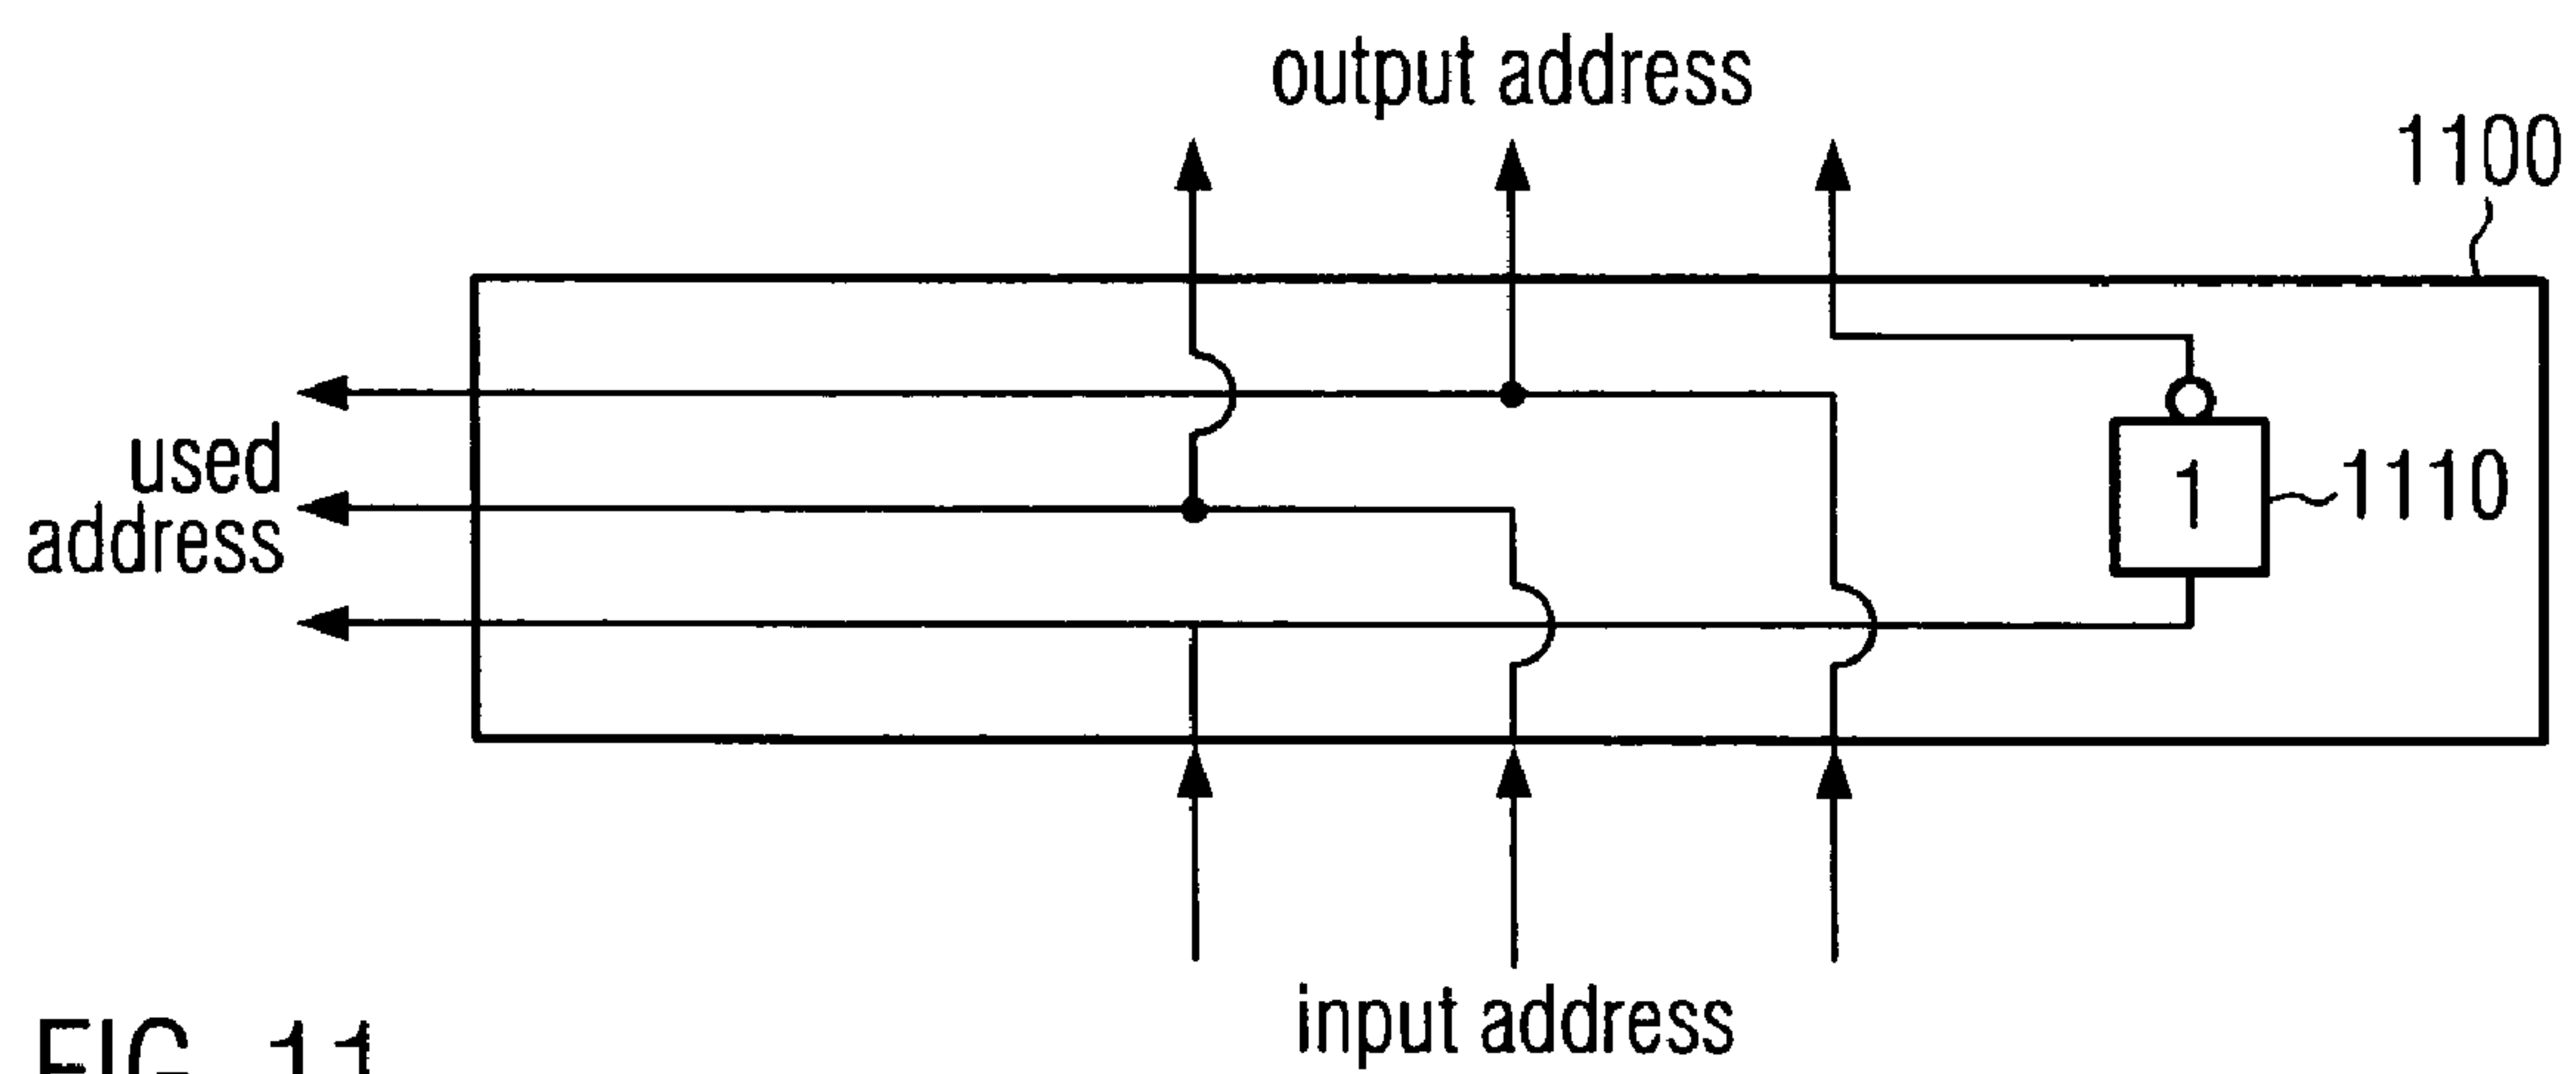 output address
1100
used
address
1
1110
input address
FIG. 11